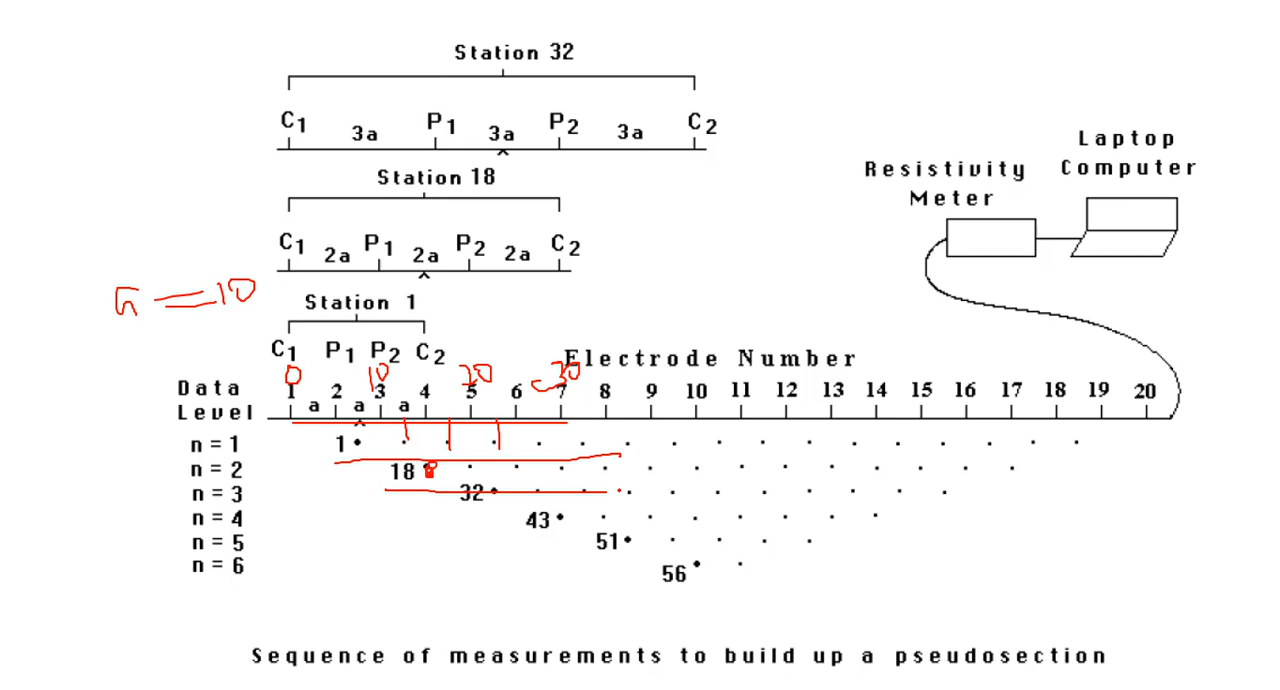 Station 32
C1 3a P1 3a P2 3a C2
Laptop
Resistivity Computer
Meter
Station 18
C1 2a P1 2a P2 2a C2
a = 10
Station 1
C1 P1 P2 C2
Electrode Number
0 10 20 30
Data 1 2 3 4 5 6 7 8 9 10 11 12 13 14 15 16 17 18 19 20
Level a a a
n = 1 1
n = 2 18
n = 3 32
n = 4 43
n = 5 51
n = 6 56
Sequence of measurements to build up a pseudosection